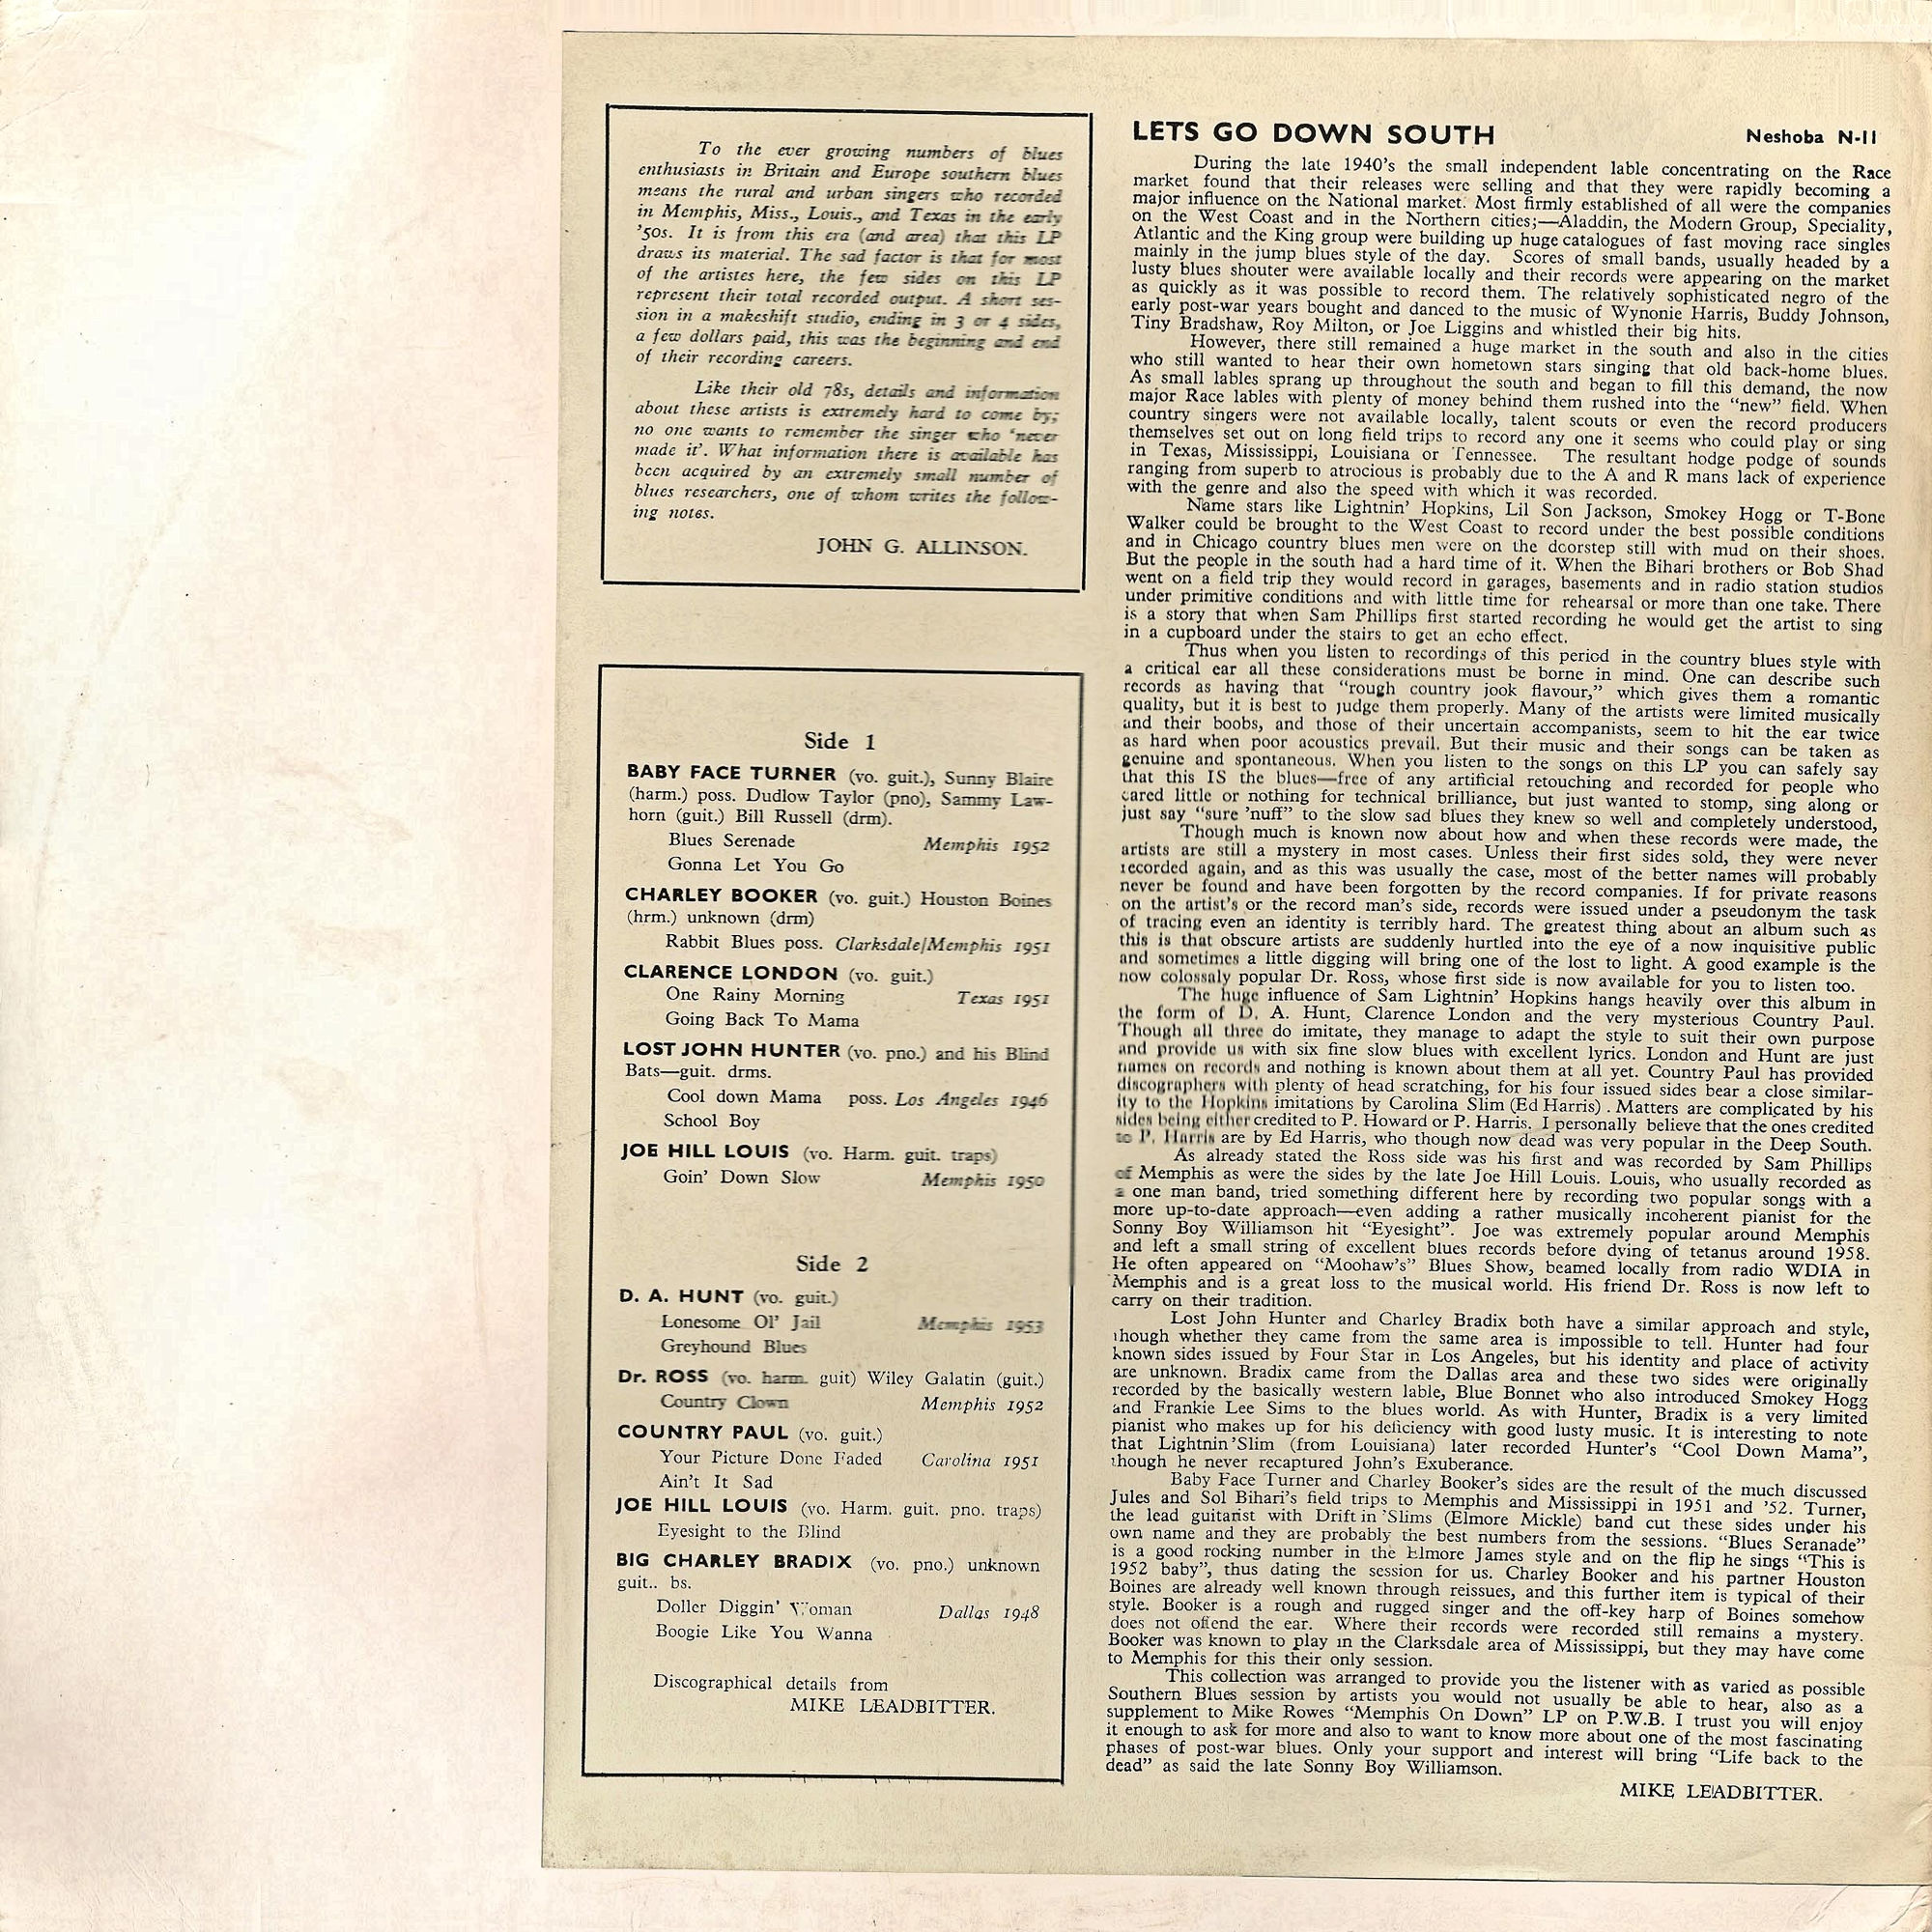 To the ever growing numbers of blues
enthusiasts in Britain and Europe southern blues
means the rural and urban singers who recorded
in Memphis, Miss., Louis., and Texas in the early
'50s. It is from this era (and area) that this LP
draws its material. The sad factor is that for most
of the artistes here, the few sides on this LP
represent their total recorded output. A short ses-
sion in a makeshift studio, ending in 3 or 4 sides,
a few dollars paid, this was the beginning and end
of their recording careers.
Like their old 78s, details and information
about these artists is extremely hard to come by;
no one wants to remember the singer who 'never
made it'. What information there is available has
been acquired by an extremely small number of
blues researchers, one of whom writes the follow-
ing notes.
JOHN G. ALLINSON.
Side 1
BABY FACE TURNER (vo. guit.), Sunny Blaire
(harm.) poss. Dudlow Taylor (pno), Sammy Law-
horn (guit.) Bill Russell (drm).
Blues Serenade Memphis 1952
Gonna Let You Go
CHARLEY BOOKER (vo. guit.) Houston Boines
(hrm.) unknown (drm)
Rabbit Blues poss. Clarksdale/Memphis 1951
CLARENCE LONDON (vo. guit.)
One Rainy Morning Texas 1951
Going Back To Mama
LOST JOHN HUNTER (vo. pno.) and his Blind
Bats—guit. drms.
Cool down Mama poss. Los Angeles 1946
School Boy
JOE HILL LOUIS (vo. Harm. guit. traps)
Goin' Down Slow Memphis 1950
Side 2
D. A. HUNT (vo. guit.)
Lonesome Ol' Jail Memphis 1953
Greyhound Blues
Dr. ROSS (vo. harm. guit) Wiley Galatin (guit.)
Country Clown Memphis 1952
COUNTRY PAUL (vo. guit.)
Your Picture Done Faded Carolina 1951
Ain't It Sad
JOE HILL LOUIS (vo. Harm. guit. pno. traps)
Eyesight to the Blind
BIG CHARLEY BRADIX (vo. pno.) unknown
guit.. bs.
Doller Diggin' Woman Dallas 1948
Boogie Like You Wanna
Discographical details from
MIKE LEADBITTER.
LETS GO DOWN SOUTH Neshoba N-11
During the late 1940's the small independent lable concentrating on the Race
market found that their releases were selling and that they were rapidly becoming a
major influence on the National market. Most firmly established of all were the companies
on the West Coast and in the Northern cities;—Aladdin, the Modern Group, Speciality,
Atlantic and the King group were building up huge catalogues of fast moving race singles
mainly in the jump blues style of the day. Scores of small bands, usually headed by a
lusty blues shouter were available locally and their records were appearing on the market
as quickly as it was possible to record them. The relatively sophisticated negro of the
early post-war years bought and danced to the music of Wynonie Harris, Buddy Johnson,
Tiny Bradshaw, Roy Milton, or Joe Liggins and whistled their big hits.
However, there still remained a huge market in the south and also in the cities
who still wanted to hear their own hometown stars singing that old back-home blues.
As small lables sprang up throughout the south and began to fill this demand, the now
major Race lables with plenty of money behind them rushed into the "new" field. When
country singers were not available locally, talent scouts or even the record producers
themselves set out on long field trips to record any one it seems who could play or sing
in Texas, Mississippi, Louisiana or Tennessee. The resultant hodge podge of sounds
ranging from superb to atrocious is probably due to the A and R mans lack of experience
with the genre and also the speed with which it was recorded.
Name stars like Lightnin' Hopkins, Lil Son Jackson, Smokey Hogg or T-Bone
Walker could be brought to the West Coast to record under the best possible conditions
and in Chicago country blues men were on the doorstep still with mud on their shoes.
But the people in the south had a hard time of it. When the Bihari brothers or Bob Shad
went on a field trip they would record in garages, basements and in radio station studios
under primitive conditions and with little time for rehearsal or more than one take. There
is a story that when Sam Phillips first started recording he would get the artist to sing
in a cupboard under the stairs to get an echo effect.
Thus when you listen to recordings of this period in the country blues style with
a critical ear all these considerations must be borne in mind. One can describe such
records as having that "rough country jook flavour," which gives them a romantic
quality, but it is best to judge them properly. Many of the artists were limited musically
and their boobs, and those of their uncertain accompanists, seem to hit the ear twice
as hard when poor acoustics prevail. But their music and their songs can be taken as
genuine and spontaneous. When you listen to the songs on this LP you can safely say
that this IS the blues—free of any artificial retouching and recorded for people who
cared little or nothing for technical brilliance, but just wanted to stomp, sing along or
just say "sure 'nuff" to the slow sad blues they knew so well and completely understood,
Though much is known now about how and when these records were made, the
artists are still a mystery in most cases. Unless their first sides sold, they were never
recorded again, and as this was usually the case, most of the better names will probably
never be found and have been forgotten by the record companies. If for private reasons
on the artist's or the record man's side, records were issued under a pseudonym the task
of tracing even an identity is terribly hard. The greatest thing about an album such as
this is that obscure artists are suddenly hurtled into the eye of a now inquisitive public
and sometimes a little digging will bring one of the lost to light. A good example is the
now colossaly popular Dr. Ross, whose first side is now available for you to listen too.
The huge influence of Sam Lightnin' Hopkins hangs heavily over this album in
the form of D. A. Hunt, Clarence London and the very mysterious Country Paul.
Though all three do imitate, they manage to adapt the style to suit their own purpose
and provide us with six fine slow blues with excellent lyrics. London and Hunt are just
names on records and nothing is known about them at all yet. Country Paul has provided
discographers with plenty of head scratching, for his four issued sides bear a close similar-
ity to the Hopkins imitations by Carolina Slim (Ed Harris) . Matters are complicated by his
sides being either credited to P. Howard or P. Harris. I personally believe that the ones credited
to P. Harris are by Ed Harris, who though now dead was very popular in the Deep South.
As already stated the Ross side was his first and was recorded by Sam Phillips
of Memphis as were the sides by the late Joe Hill Louis. Louis, who usually recorded as
a one man band, tried something different here by recording two popular songs with a
more up-to-date approach—even adding a rather musically incoherent pianist for the
Sonny Boy Williamson hit "Eyesight". Joe was extremely popular around Memphis
and left a small string of excellent blues records before dying of tetanus around 1958.
He often appeared on "Moohaw's" Blues Show, beamed locally from radio WDIA in
Memphis and is a great loss to the musical world. His friend Dr. Ross is now left to
carry on their tradition.
Lost John Hunter and Charley Bradix both have a similar approach and style,
though whether they came from the same area is impossible to tell. Hunter had four
known sides issued by Four Star in Los Angeles, but his identity and place of activity
are unknown. Bradix came from the Dallas area and these two sides were originally
recorded by the basically western lable, Blue Bonnet who also introduced Smokey Hogg
and Frankie Lee Sims to the blues world. As with Hunter, Bradix is a very limited
pianist who makes up for his deficiency with good lusty music. It is interesting to note
that Lightnin'Slim (from Louisiana) later recorded Hunter's "Cool Down Mama",
though he never recaptured John's Exuberance.
Baby Face Turner and Charley Booker's sides are the result of the much discussed
Jules and Sol Bihari's field trips to Memphis and Mississippi in 1951 and '52. Turner,
the lead guitarist with Driftin 'Slims (Elmore Mickle) band cut these sides under his
own name and they are probably the best numbers from the sessions. "Blues Seranade"
is a good rocking number in the Elmore James style and on the flip he sings "This is
1952 baby", thus dating the session for us. Charley Booker and his partner Houston
Boines are already well known through reissues, and this further item is typical of their
style. Booker is a rough and rugged singer and the off-key harp of Boines somehow
does not offend the ear. Where their records were recorded still remains a mystery.
Booker was known to play in the Clarksdale area of Mississippi, but they may have come
to Memphis for this their only session.
This collection was arranged to provide you the listener with as varied as possible
Southern Blues session by artists you would not usually be able to hear, also as a
supplement to Mike Rowes "Memphis On Down" LP on P.W.B. I trust you will enjoy
it enough to ask for more and also to want to know more about one of the most fascinating
phases of post-war blues. Only your support and interest will bring "Life back to the
dead" as said the late Sonny Boy Williamson.
MIKE LEADBITTER.